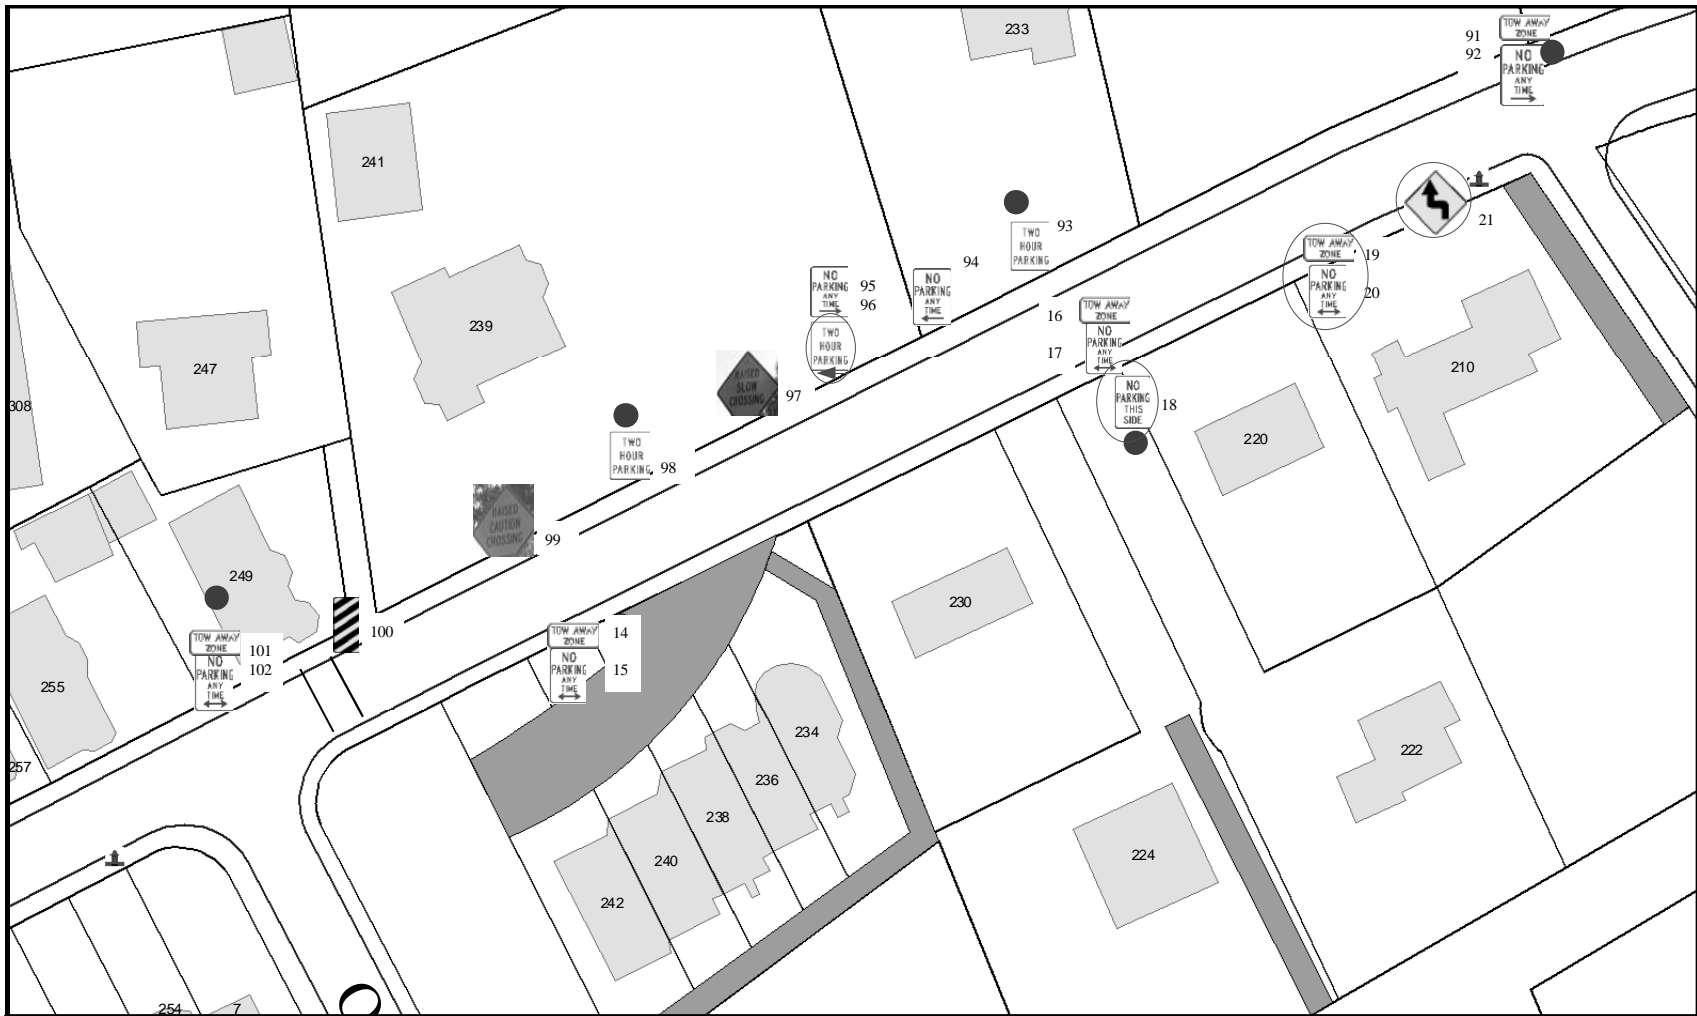 233
91
92
TOW AWAY
ZONE
NO
PARKING
ANY
TIME
241
93
TWO
HOUR
PARKING
21
TOW AWAY
ZONE
19
NO
PARKING
ANY
TIME
20
94
NO
PARKING
ANY
TIME
95
96
NO
PARKING
ANY
TIME
TWO
HOUR
PARKING
16
TOW AWAY
ZONE
17
NO
PARKING
ANY
TIME
239
247
210
RAISED
SLOW
CROSSING
97
NO
PARKING
THIS
SIDE
18
308
220
TWO
HOUR
PARKING
98
RAISED
CAUTION
CROSSING
99
249
230
100
TOW AWAY
ZONE
101
102
NO
PARKING
ANY
TIME
TOW AWAY
ZONE
14
NO
PARKING
ANY
TIME
15
255
257
234
222
236
238
240
224
242
254
7
O